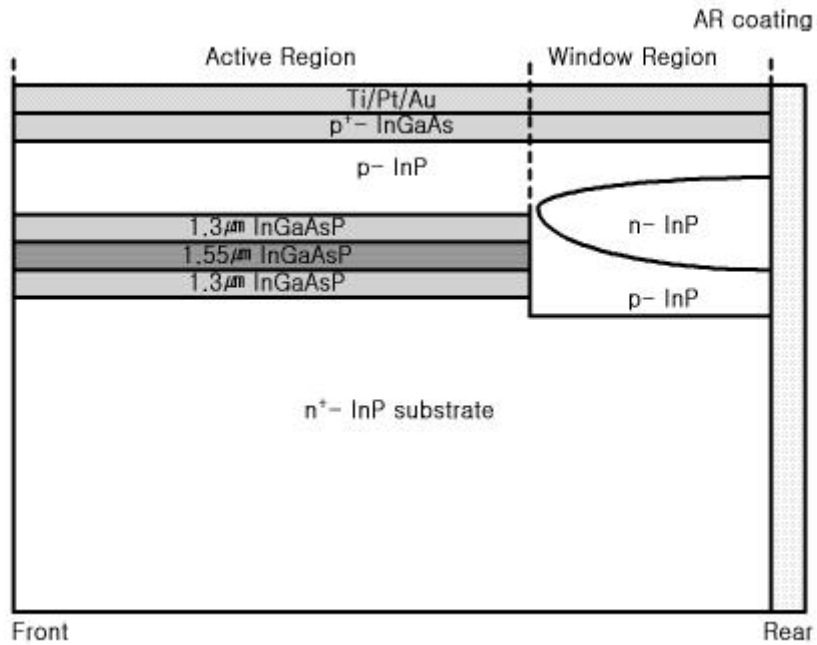 AR coating
Active Region
Window Region
Ti/Pt/Au
p⁺- InGaAs
p- InP
1.3㎛ InGaAsP
n- InP
1.55㎛ InGaAsP
1.3㎛ InGaAsP
p- InP
n⁺- InP substrate
Front
Rear